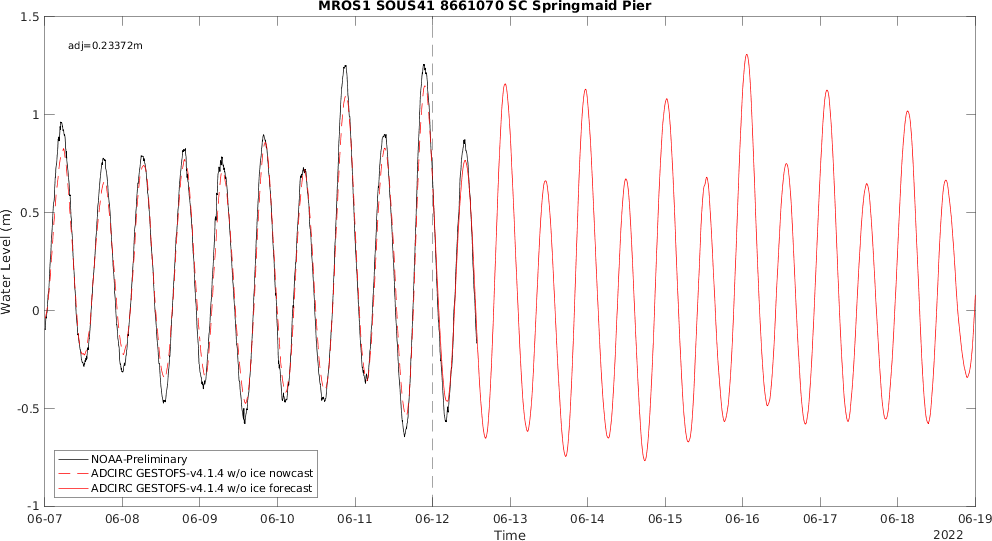 MROS1 SOUS41 8661070 SC Springmaid Pier
adj=0.23372m
1.5
1
0.5
0
-0.5
-1
Water Level (m)
NOAA-Preliminary
ADCIRC GESTOFS-v4.1.4 w/o ice nowcast
ADCIRC GESTOFS-v4.1.4 w/o ice forecast
06-07 06-08 06-09 06-10 06-11 06-12 06-13 06-14 06-15 06-16 06-17 06-18 06-19
Time
2022